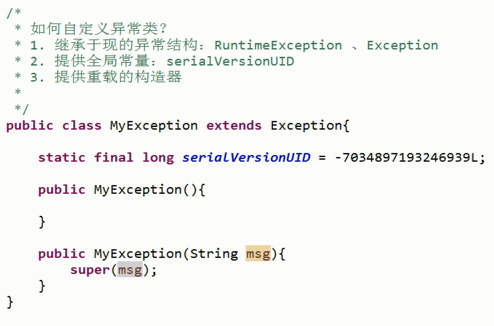 /*
 * 如何自定义异常类?
 * 1. 继承于现的异常结构：RuntimeException 、Exception
 * 2. 提供全局常量：serialVersionUID
 * 3. 提供重载的构造器
 *
 */
public class MyException extends Exception{
static final long serialVersionUID = -7034897193246939L;
public MyException(){
}
public MyException(String msg){
super(msg);
}
}